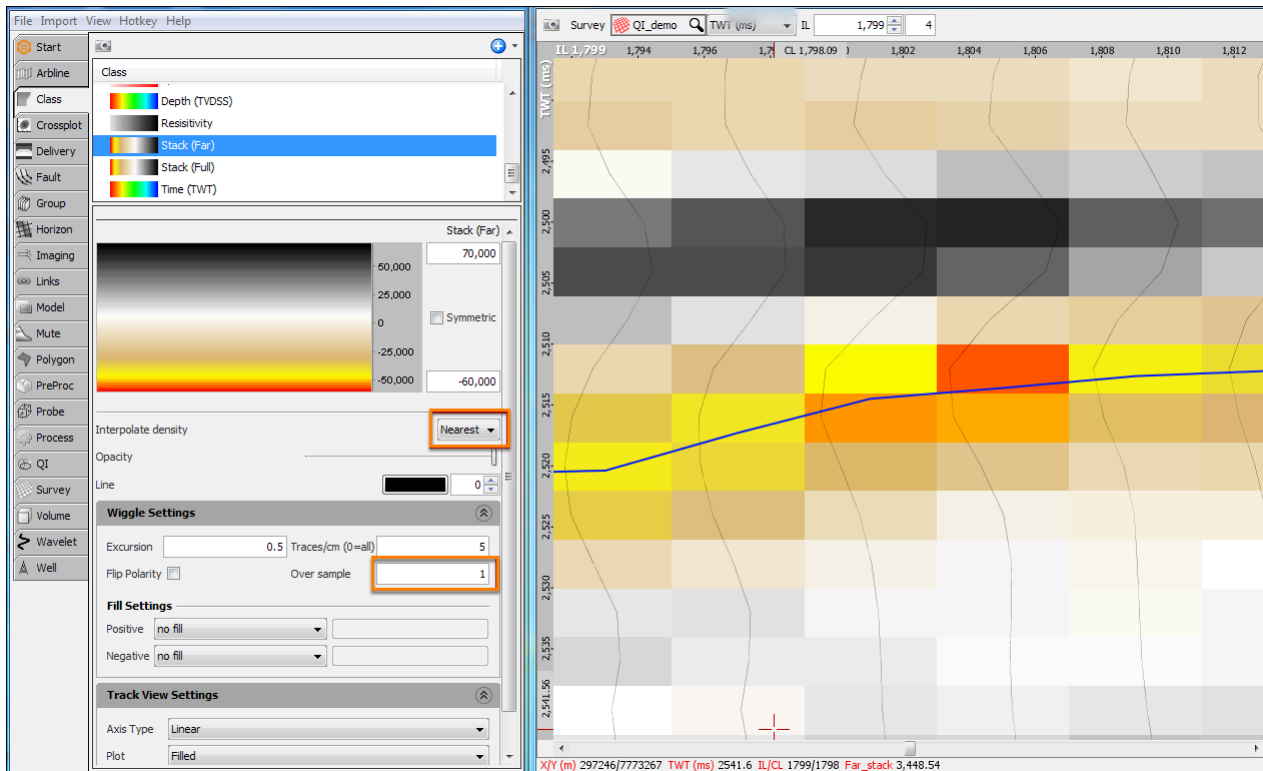 File Import View Hotkey Help
Start
Arbline
Class
Crossplot
Delivery
Fault
Group
Horizon
Imaging
Links
Model
Mute
Polygon
PreProc
Probe
Process
QI
Survey
Volume
Wavelet
Well
Class
Depth (TVDSS)
Resisitivity
Stack (Far)
Stack (Full)
Time (TWT)
Stack (Far)
70,000
50,000
25,000
0
Symmetric
-25,000
-50,000
-60,000
Interpolate density Nearest
Opacity
Line 0
Wiggle Settings
Excursion 0.5 Traces/cm (0=all) 5
Flip Polarity Over sample 1
Fill Settings
Positive no fill
Negative no fill
Track View Settings
Axis Type Linear
Plot Filled
Survey QI_demo TWT (ms) IL 1,799 4
IL 1,799 1,794 1,796 CL 1,798.09 1,802 1,804 1,806 1,808 1,810 1,812
TWT (ms)
2,495
2,500
2,505
2,510
2,515
2,520
2,525
2,530
2,535
2,541.56
X/Y (m) 297246/7773267 TWT (ms) 2541.6 IL/CL 1799/1798 Far_stack 3,448.54